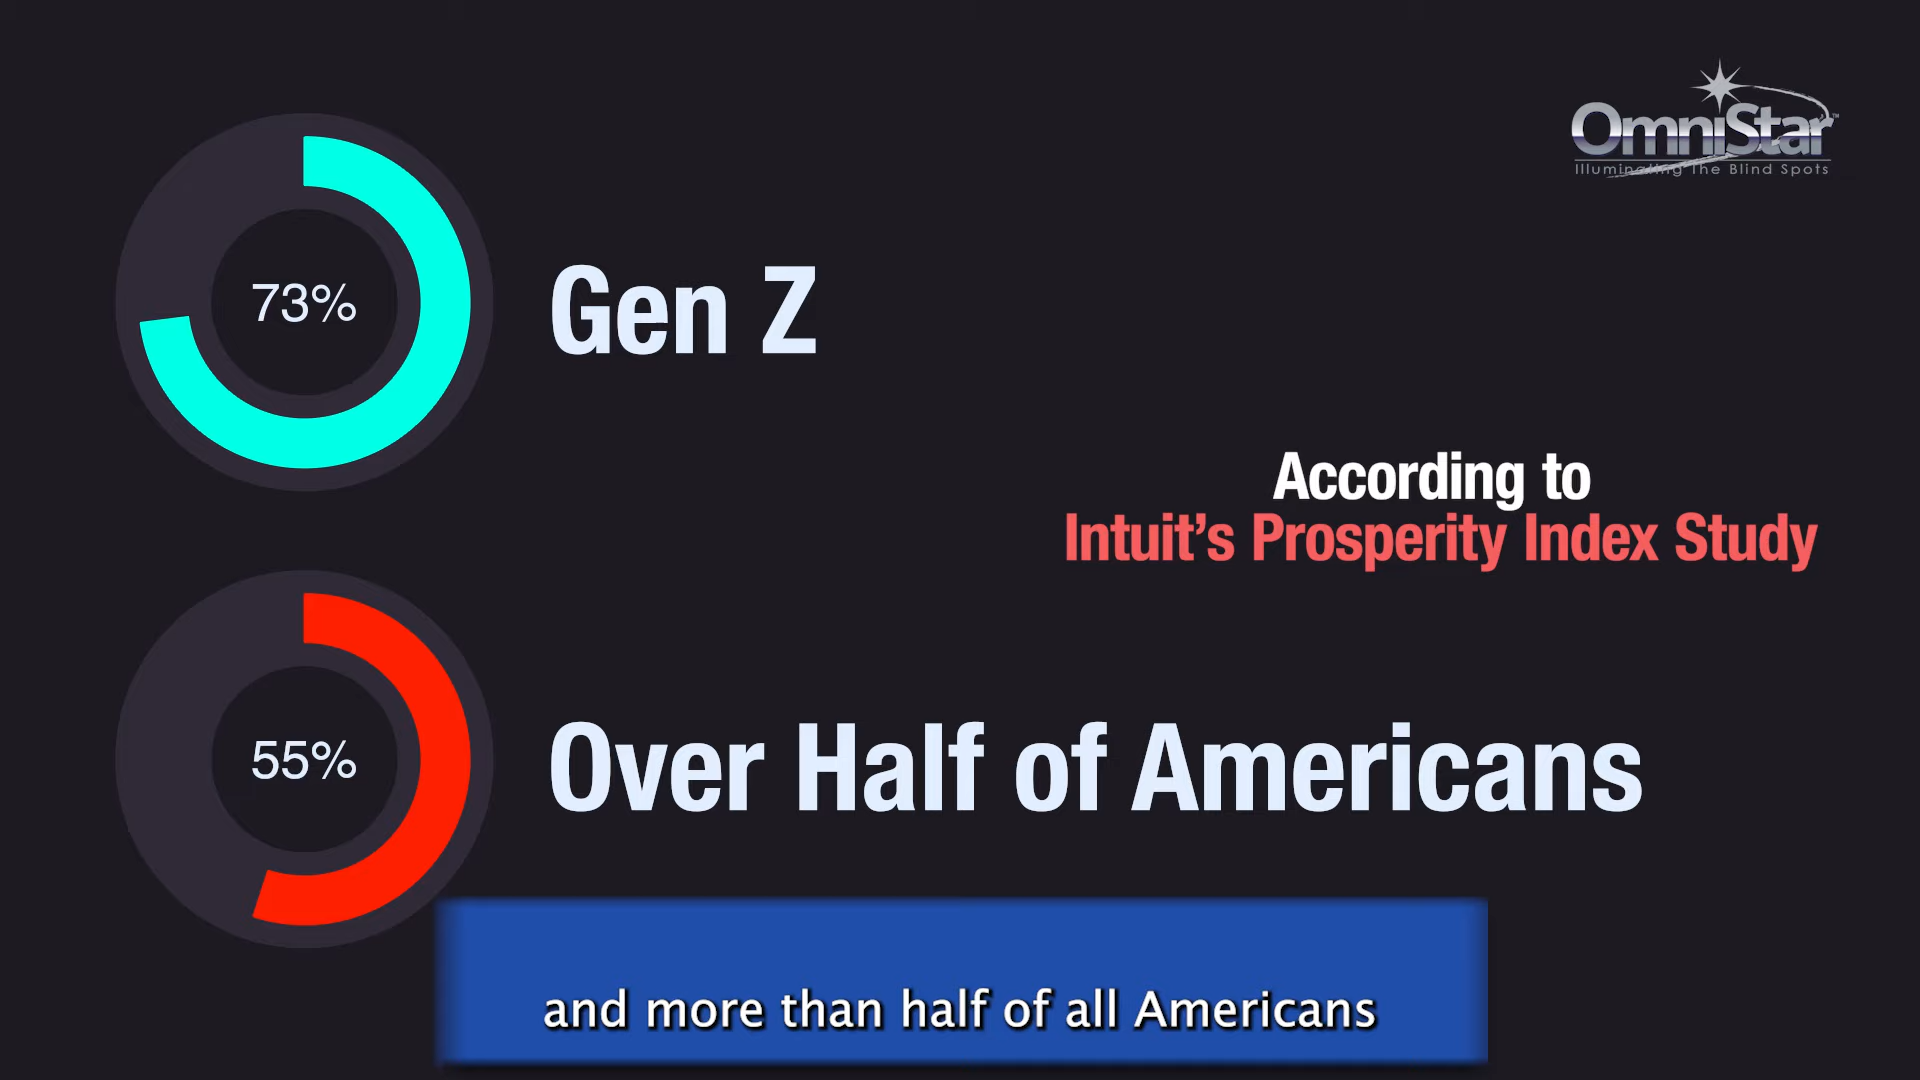 OmniStar™
Illuminating The Blind Spots
73%
Gen Z
According to
Intuit’s Prosperity Index Study
55%
Over Half of Americans
and more than half of all Americans